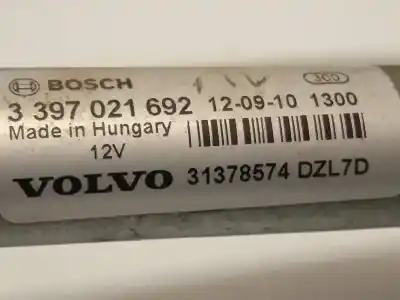 BOSCH
3 397 021 692 12-09-10 1300
Made in Hungary
12V
VOLVO 31378574 DZL7D